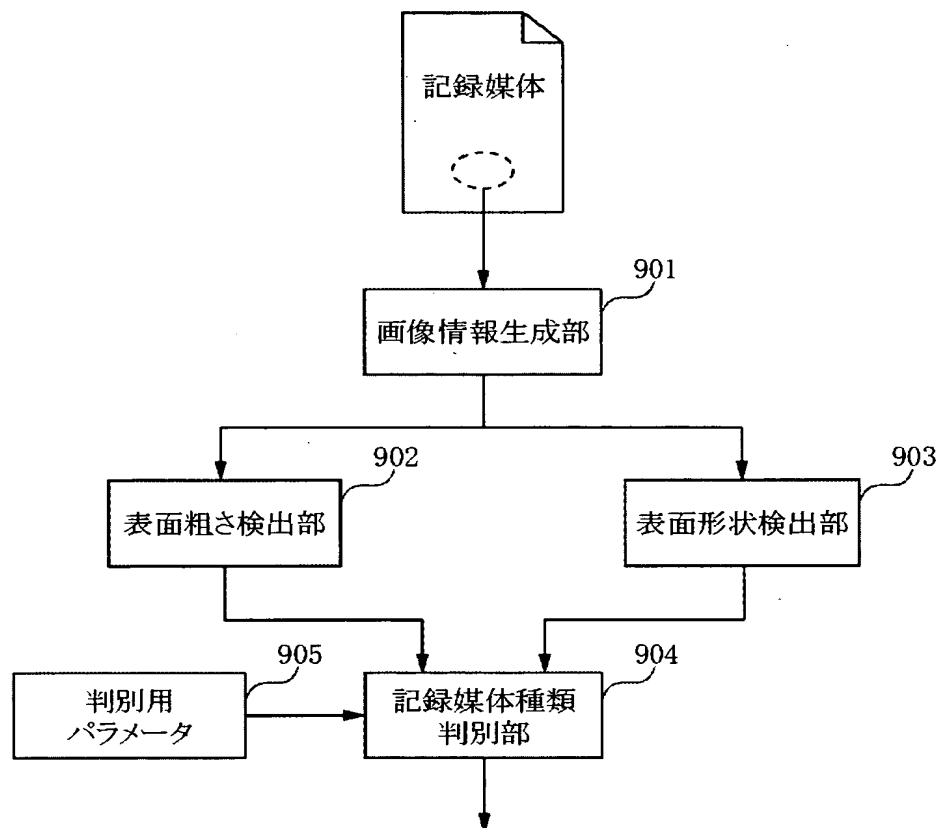 記録媒体
901
画像情報生成部
902
表面粗さ検出部
903
表面形状検出部
905
判別用
パラメータ
904
記録媒体種類
判別部